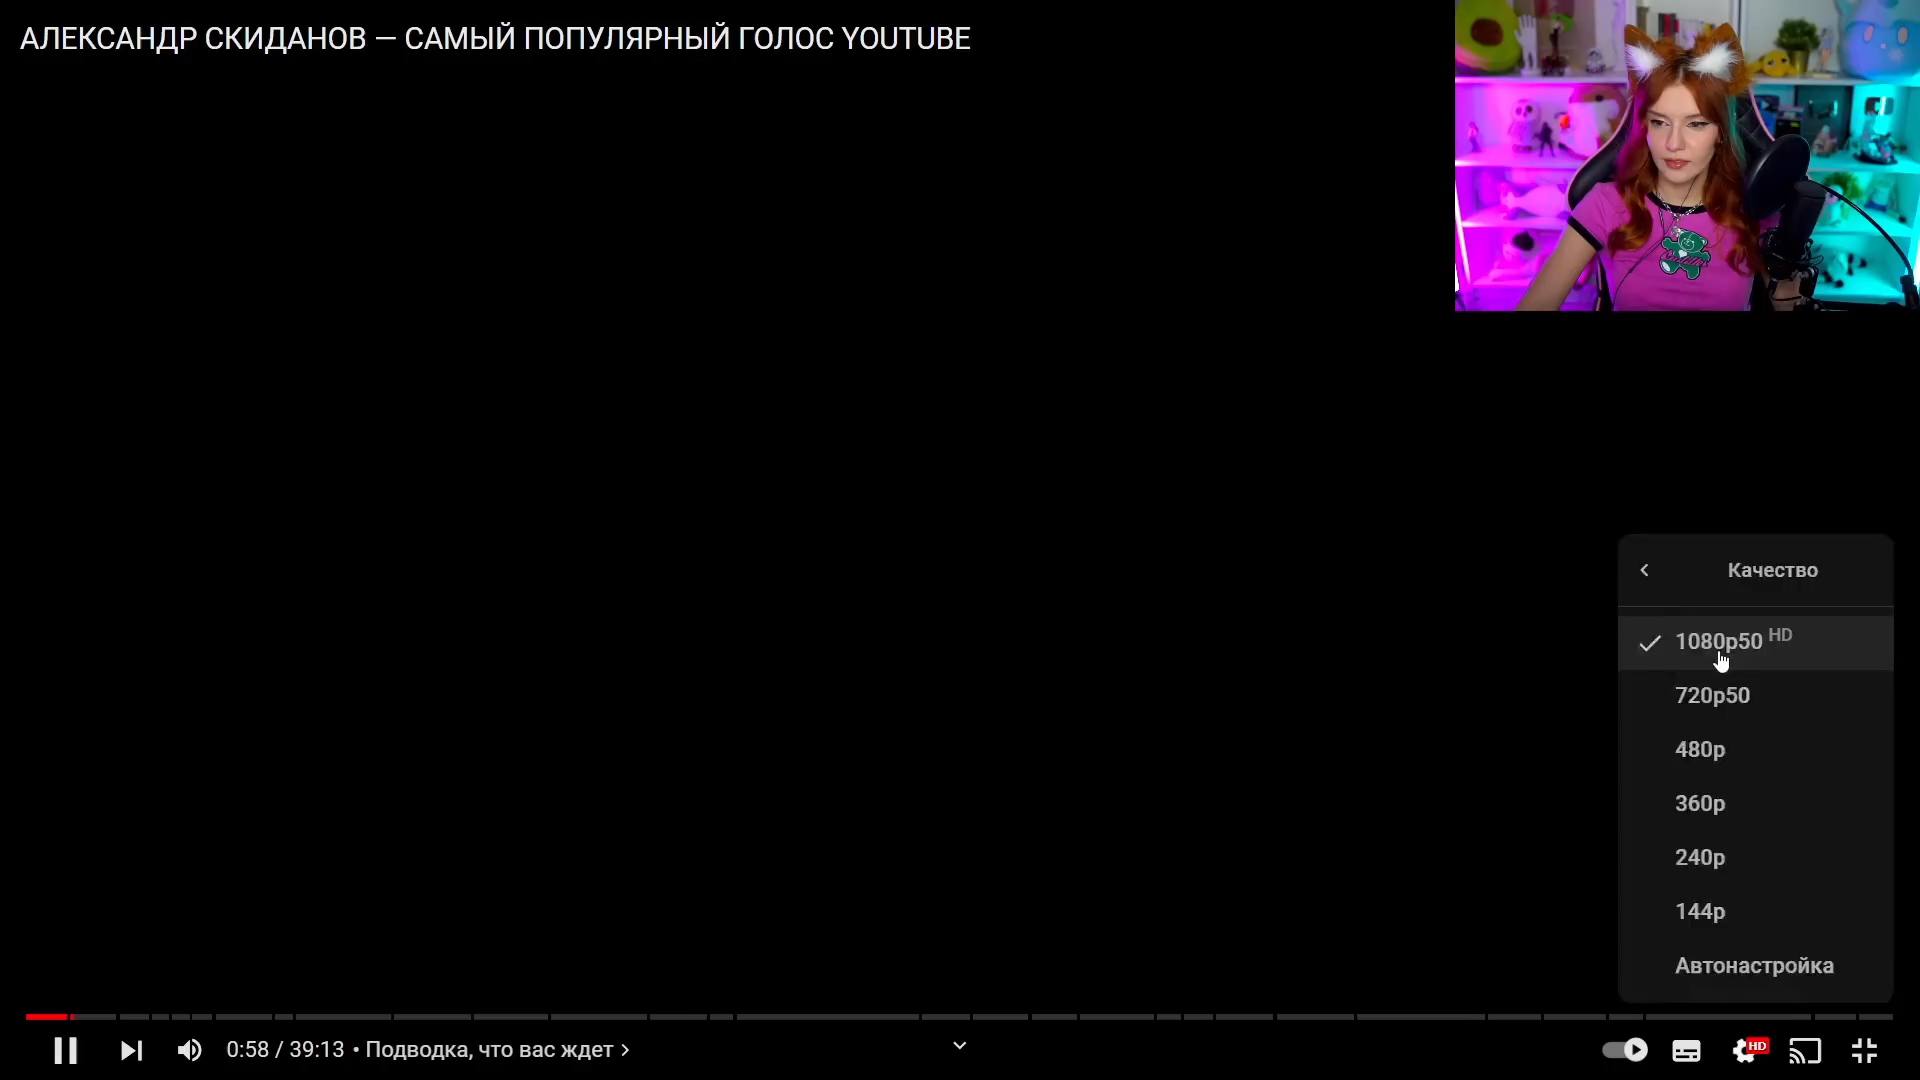 АЛЕКСАНДР СКИДАНОВ — САМЫЙ ПОПУЛЯРНЫЙ ГОЛОС YOUTUBE
Качество
1080p50 HD
720p50
480p
360p
240p
144p
Автонастройка
0:58 / 39:13 • Подводка, что вас ждет
HD